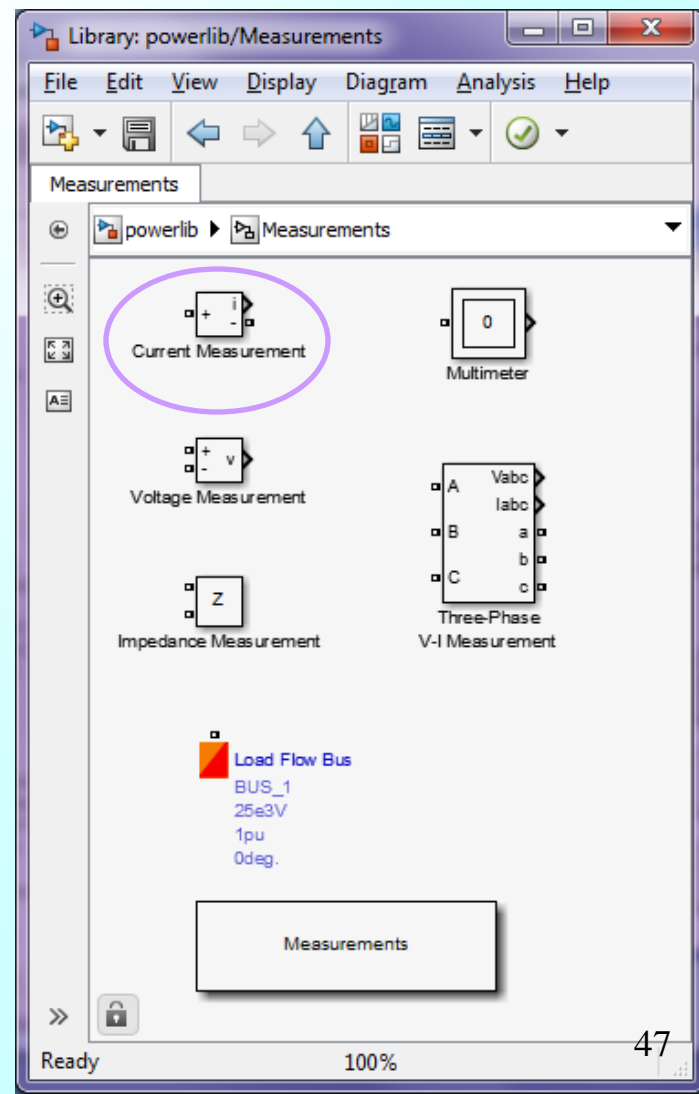 Library: powerlib/Measurements
X
File Edit View Display Diagram Analysis Help
Measurements
powerlib Measurements
+ i
-
Current Measurement
0
Multimeter
+
- v
Voltage Measurement
A Vabc
Iabc
B a
b
C c
Three-Phase
V-I Measurement
Z
Impedance Measurement
Load Flow Bus
BUS_1
25e3V
1pu
0deg.
Measurements
A
47
Ready 100%